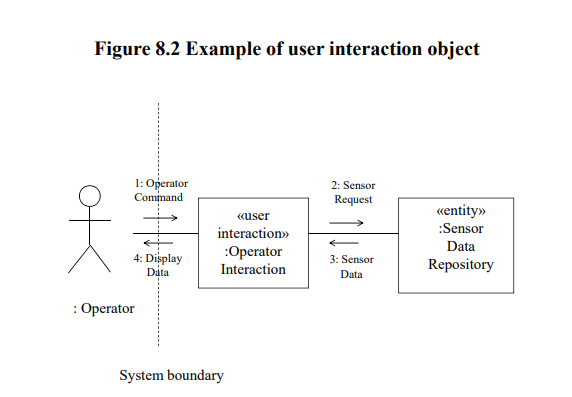 Figure 8.2 Example of user interaction object
1: Operator
Command
2: Sensor
Request
«user
interaction»
:Operator
Interaction
«entity»
:Sensor
Data
Repository
4: Display
Data
3: Sensor
Data
: Operator
System boundary